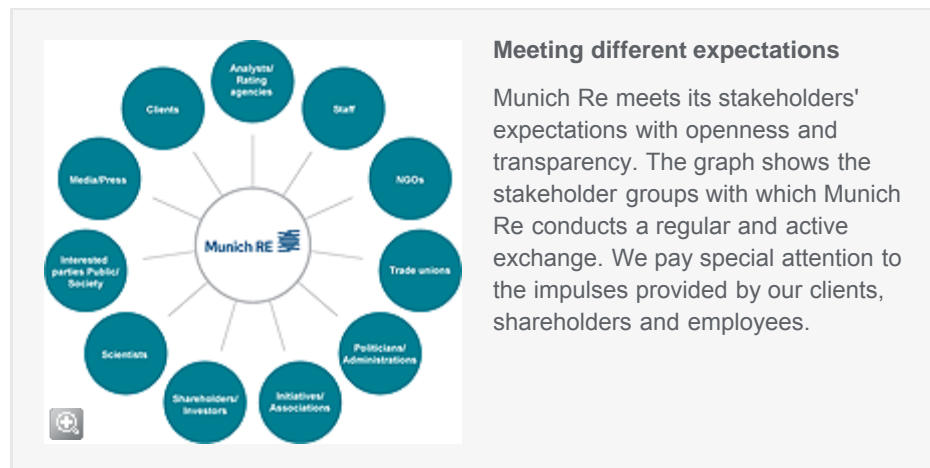 Analysts/
Rating
agencies
Staff
NGOs
Trade unions
Politicians/
Administrations
Initiatives/
Associations
Shareholders/
Investors
Scientists
Interested
parties Public/
Society
Media/Press
Clients
Munich RE
Meeting different expectations
Munich Re meets its stakeholders'
expectations with openness and
transparency. The graph shows the
stakeholder groups with which Munich
Re conducts a regular and active
exchange. We pay special attention to
the impulses provided by our clients,
shareholders and employees.